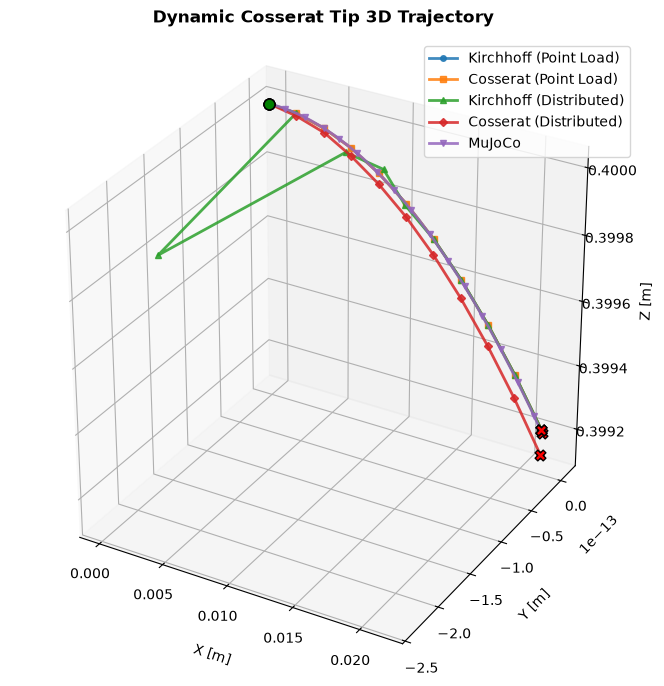 Dynamic Cosserat Tip 3D Trajectory
Kirchhoff (Point Load)
Cosserat (Point Load)
Kirchhoff (Distributed)
Cosserat (Distributed)
MuJoCo
0.4000
0.3998
0.3996
0.3994
0.3992
Z [m]
0.0
−0.5
−1.0
−1.5
−2.0
−2.5
1e−13
Y [m]
0.000
0.005
0.010
0.015
0.020
X [m]